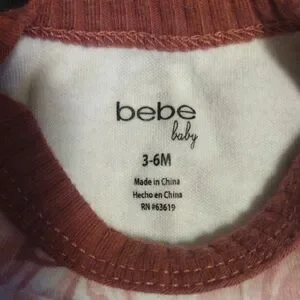 bebe
baby
3-6M
Made in China
Hecho en China
RN #63619